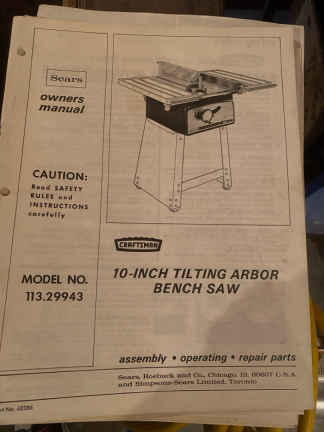 Sears
owners
manual
CAUTION:
Read SAFETY
RULES and
INSTRUCTIONS
carefully
CRAFTSMAN
MODEL NO.
113.29943
10-INCH TILTING ARBOR
BENCH SAW
assembly • operating • repair parts
Sears, Roebuck and Co., Chicago, Ill. 60607 U.S.A.
and Simpsons-Sears Limited, Toronto
No.